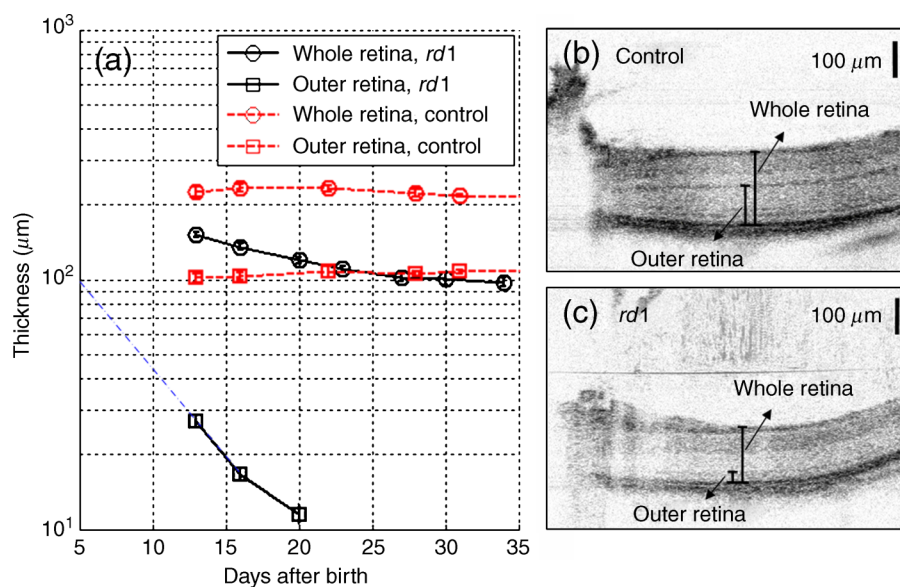 (a)
Whole retina, rd1
Outer retina, rd1
Whole retina, control
Outer retina, control
Thickness (μm)
10³
10²
10¹
5 10 15 20 25 30 35
Days after birth
(b) Control 100 μm
Whole retina
Outer retina
(c) rd1 100 μm
Whole retina
Outer retina